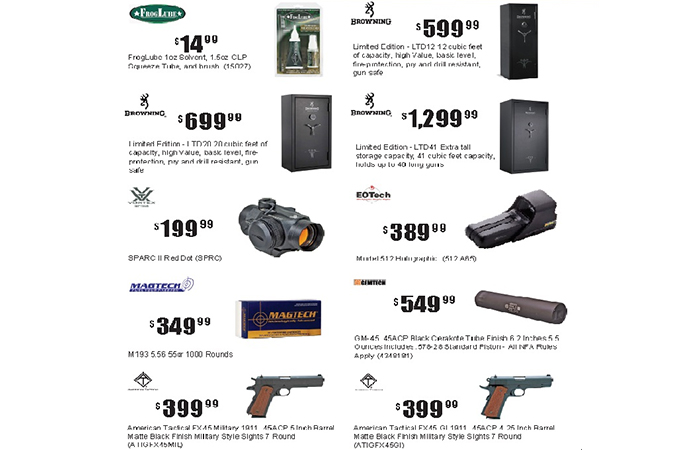 FROGLUBE
$14.99
FrogLube 1oz Solvent, 1.5oz CLP
Squeeze Tube, and brush (15027)
BROWNING
$599.99
Limited Edition - LTD12 12 cubic feet
of capacity, high Value, basic level,
fire-protection, pry and drill resistant,
gun safe
BROWNING
$699.99
Limited Edition - LTD20 20 cubic feet of
capacity, high Value, basic level, fire-
protection, pry and drill resistant, gun
safe
BROWNING
$1,299.99
Limited Edition - LTD41 Extra tall
storage capacity, 41 cubic feet capacity,
holds up to 40 long guns
VORTEX
$199.99
SPARC II Red Dot (SPRC)
EOTech
$389.99
Model 512 Holographic (512.A65)
MAGTECH
$349.99
MAGTECH
M193 5.56 55gr 1000 Rounds
GEMTECH
$549.99
GM-45 .45ACP Black Cerakote Tube Finish 6.2 Inches 5.5
Ounces Includes .578-28 Standard Piston - All NFA Rules
Apply (4348181)
$399.99
American Tactical FX45 Military 1911 .45ACP 5 Inch Barrel
Matte Black Finish Military Style Sights 7 Round
(ATIGFX45MIL)
$399.99
American Tactical FX45 GI 1911 .45ACP 4.25 Inch Barrel
Matte Black Finish Military Style Sights 7 Round
(ATIGFX45GI)